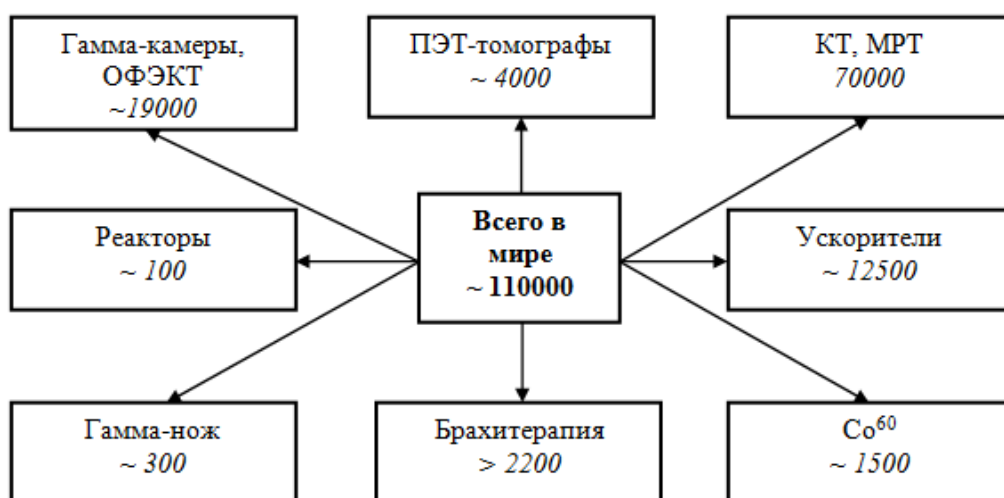 Гамма-камеры,
ОФЭКТ
~19000
ПЭТ-томографы
~ 4000
КТ, МРТ
70000
Реакторы
~ 100
Всего в
мире
~ 110000
Ускорители
~ 12500
Гамма-нож
~ 300
Брахитерапия
> 2200
Co⁶⁰
~ 1500